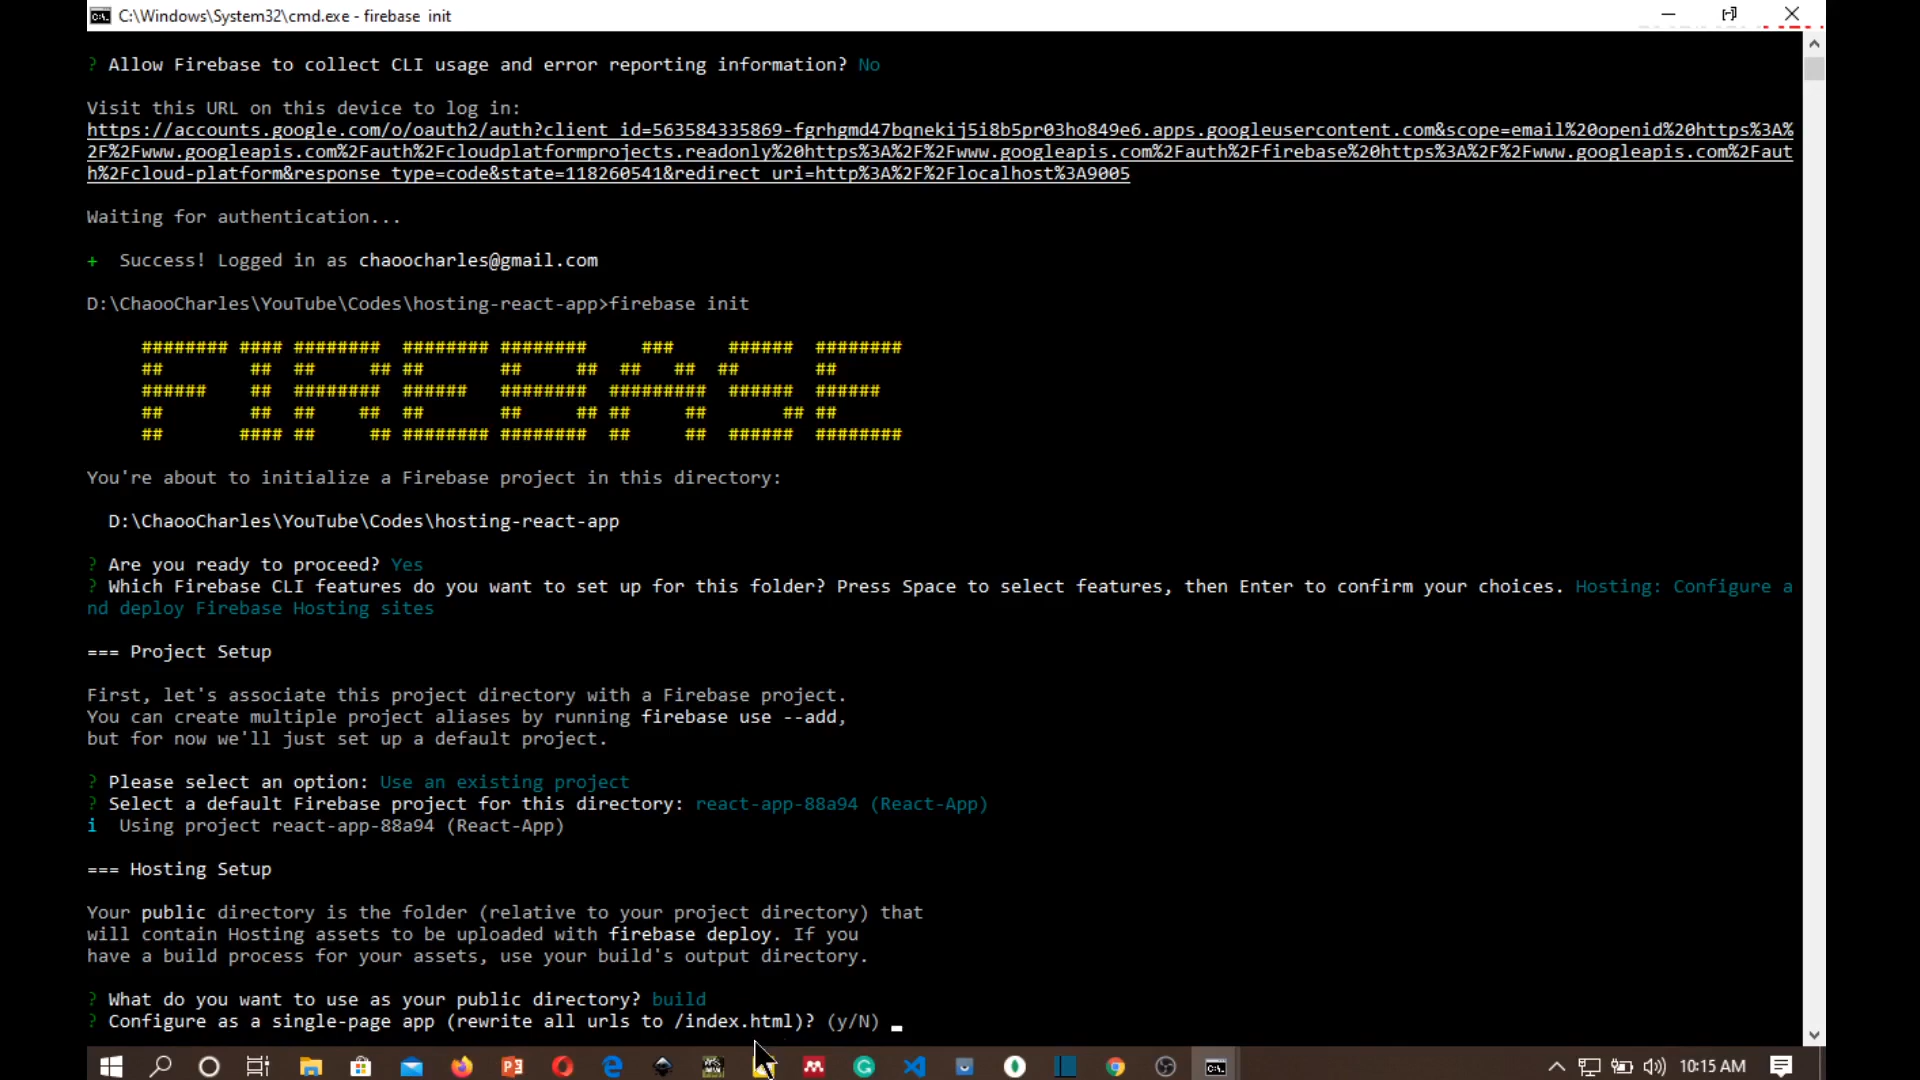 C:\Windows\System32\cmd.exe - firebase  init
? Allow Firebase to collect CLI usage and error reporting information? No
Visit this URL on this device to log in:
https://accounts.google.com/o/oauth2/auth?client_id=563584335869-fgrhgmd47bqnekij5i8b5pr03ho849e6.apps.googleusercontent.com&scope=email%20openid%20https%3A%
2F%2Fwww.googleapis.com%2Fauth%2Fcloudplatformprojects.readonly%20https%3A%2F%2Fwww.googleapis.com%2Fauth%2Ffirebase%20https%3A%2F%2Fwww.googleapis.com%2Faut
h%2Fcloud-platform&response_type=code&state=118260541&redirect_uri=http%3A%2F%2Flocalhost%3A9005
Waiting for authentication...
+  Success! Logged in as chaoocharles@gmail.com
D:\ChaooCharles\YouTube\Codes\hosting-react-app>firebase init
FIREBASE
You're about to initialize a Firebase project in this directory:
D:\ChaooCharles\YouTube\Codes\hosting-react-app
? Are you ready to proceed? Yes
? Which Firebase CLI features do you want to set up for this folder? Press Space to select features, then Enter to confirm your choices. Hosting: Configure a
nd deploy Firebase Hosting sites
=== Project Setup
First, let's associate this project directory with a Firebase project.
You can create multiple project aliases by running firebase use --add,
but for now we'll just set up a default project.
? Please select an option: Use an existing project
? Select a default Firebase project for this directory: react-app-88a94 (React-App)
i  Using project react-app-88a94 (React-App)
=== Hosting Setup
Your public directory is the folder (relative to your project directory) that
will contain Hosting assets to be uploaded with firebase deploy. If you
have a build process for your assets, use your build's output directory.
? What do you want to use as your public directory? build
? Configure as a single-page app (rewrite all urls to /index.html)? (y/N)
10:15 AM